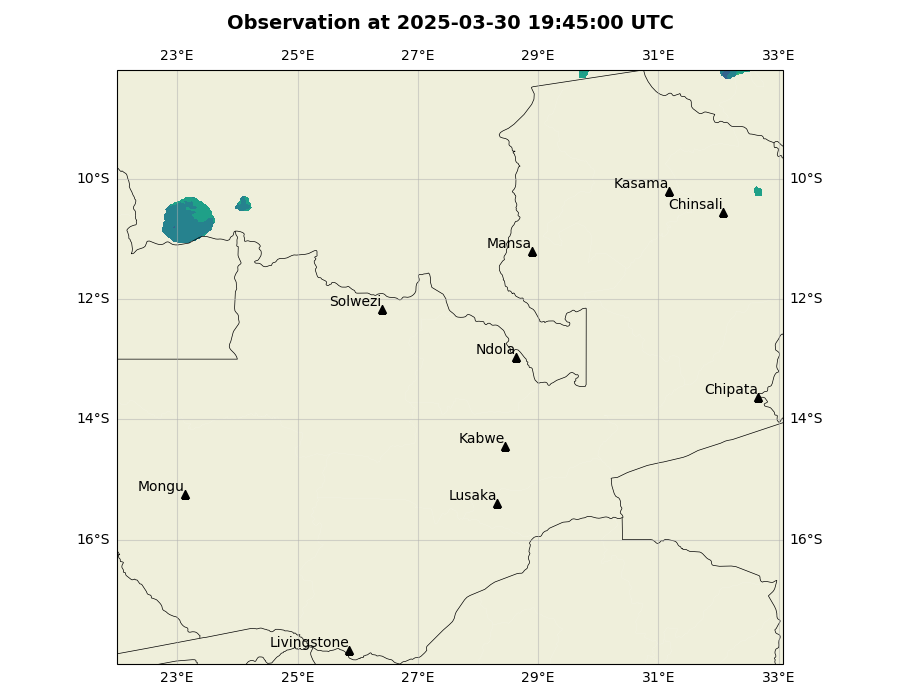 Observation at 2025-03-30 19:45:00 UTC
23°E 25°E 27°E 29°E 31°E 33°E
10°S 10°S
Kasama
Chinsali
Mansa
12°S 12°S
Solwezi
Ndola
Chipata
14°S 14°S
Kabwe
Mongu
Lusaka
16°S 16°S
Livingstone
23°E 25°E 27°E 29°E 31°E 33°E